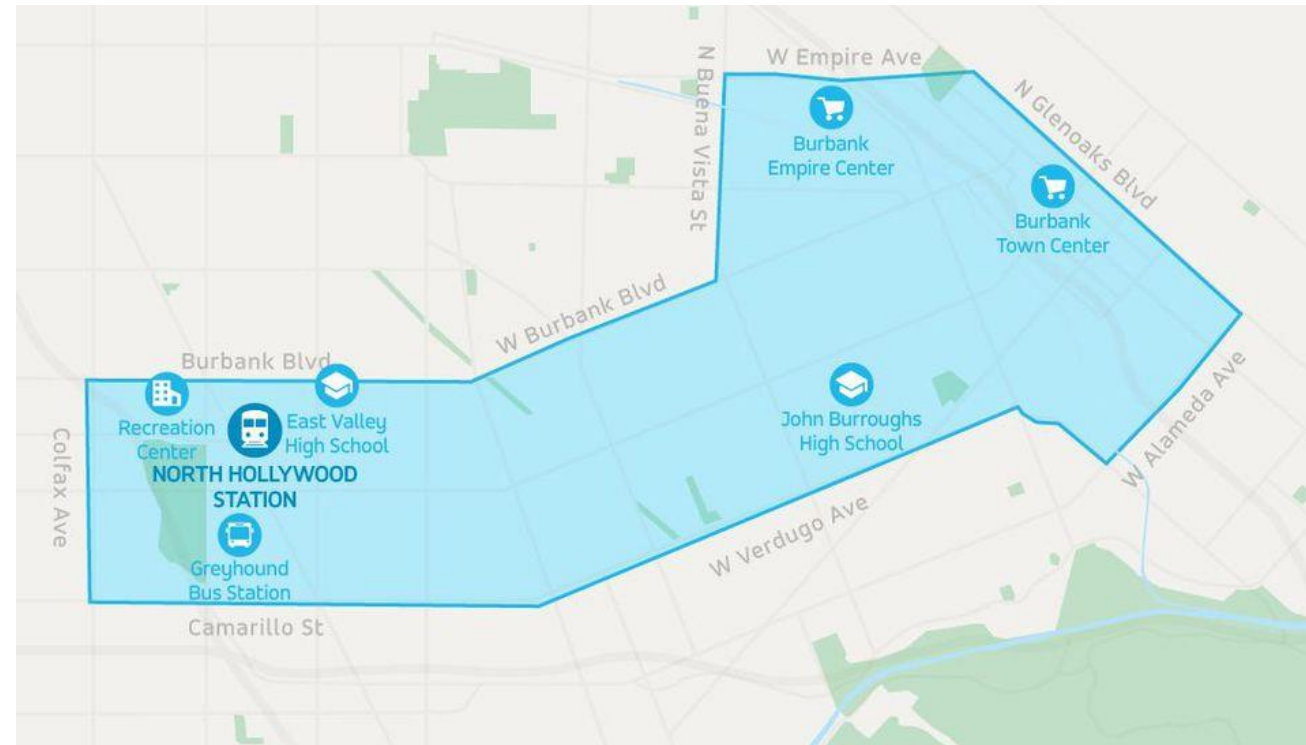 W Empire Ave
N Buena Vista St
N Glenoaks Blvd
Burbank
Empire Center
Burbank
Town Center
W Burbank Blvd
Burbank Blvd
Recreation
Center
East Valley
High School
John Burroughs
High School
W Alameda Ave
Colfax Ave
NORTH HOLLYWOOD
STATION
W Verdugo Ave
Greyhound
Bus Station
Camarillo St